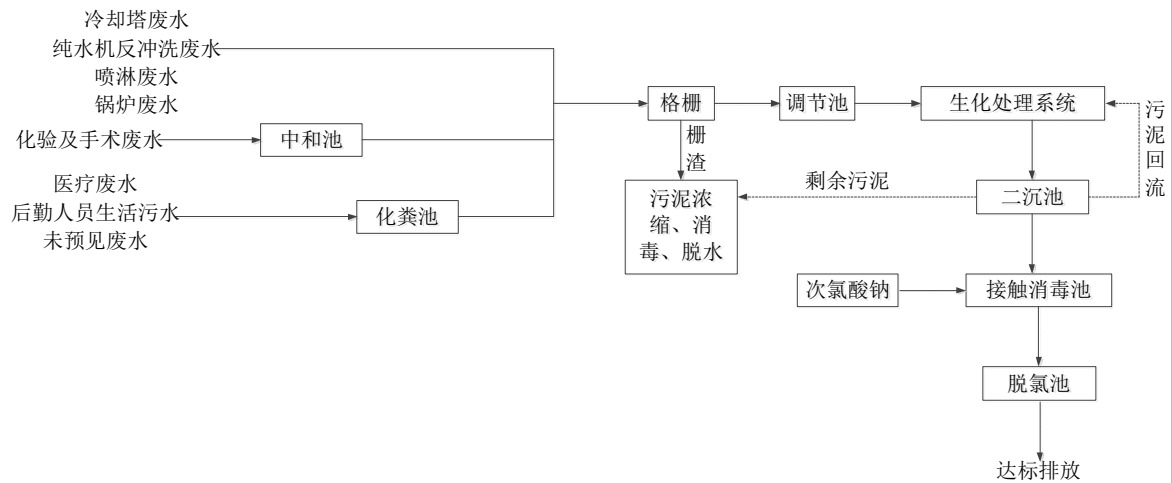 冷却塔废水
纯水机反冲洗废水
喷淋废水
锅炉废水
化验及手术废水
中和池
医疗废水
后勤人员生活污水
未预见废水
化粪池
格栅
调节池
生化处理系统
栅渣
污泥回流
剩余污泥
二沉池
污泥浓
缩、消
毒、脱水
次氯酸钠
接触消毒池
脱氯池
达标排放